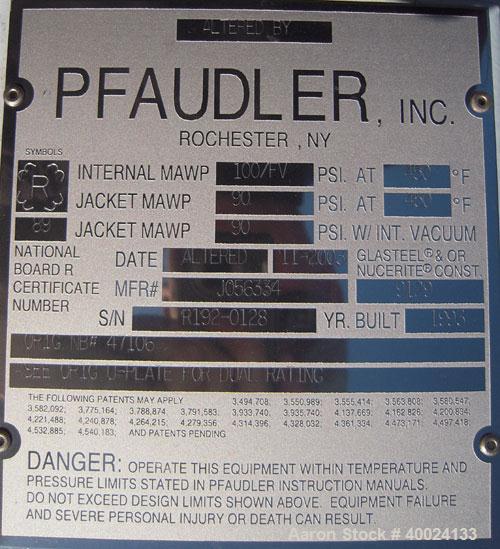 ALTERED BY
PFAUDLER, INC.
ROCHESTER, NY
SYMBOLS
R
89
INTERNAL MAWP 100/FV PSI. AT 450 °F
JACKET MAWP 90 PSI. AT 450 °F
JACKET MAWP 90 PSI. W/ INT. VACUUM
NATIONAL BOARD R CERTIFICATE NUMBER
DATE ALTERED 11-2003 GLASTEEL® & OR NUCERITE® CONST.
MFR# J056334 9129
S/N R192-0128 YR. BUILT 1993
ORIG NB# 47106
-SEE ORIG U-PLATE FOR DUAL RATING
THE FOLLOWING PATENTS MAY APPLY 3,494,708; 3,550,989; 3,555,414; 3,563,808; 3,580,547;
3,582,092; 3,775,164; 3,788,874; 3,791,583; 3,933,740; 3,935,740; 4,137,669; 4,162,826; 4,200,834;
4,221,488; 4,240,878; 4,264,215; 4,279,356; 4,314,396; 4,328,032; 4,361,334; 4,473,171; 4,497,418;
4,532,885; 4,540,183; AND PATENTS PENDING
DANGER: OPERATE THIS EQUIPMENT WITHIN TEMPERATURE AND
PRESSURE LIMITS STATED IN PFAUDLER INSTRUCTION MANUALS.
DO NOT EXCEED DESIGN LIMITS SHOWN ABOVE. EQUIPMENT FAILURE
AND SEVERE PERSONAL INJURY OR DEATH CAN RESULT.
Aaron Stock # 40024133